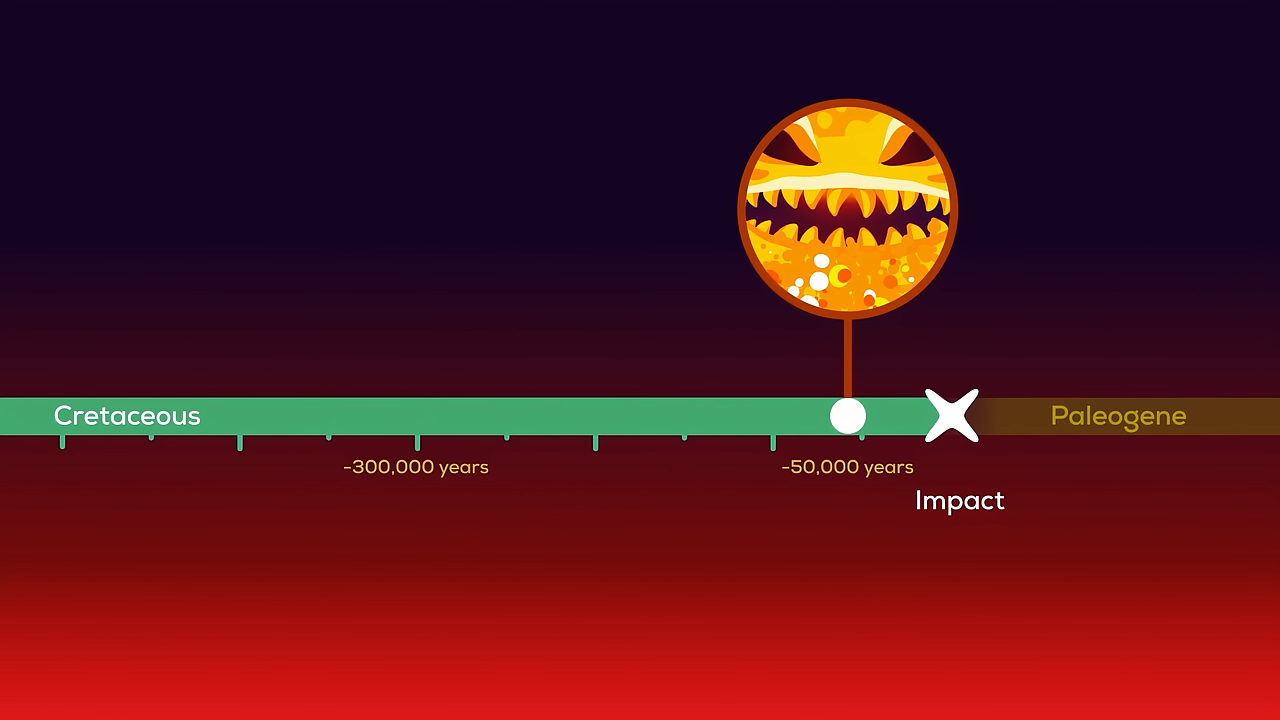 Cretaceous
Paleogene
-300,000 years
-50,000 years
Impact